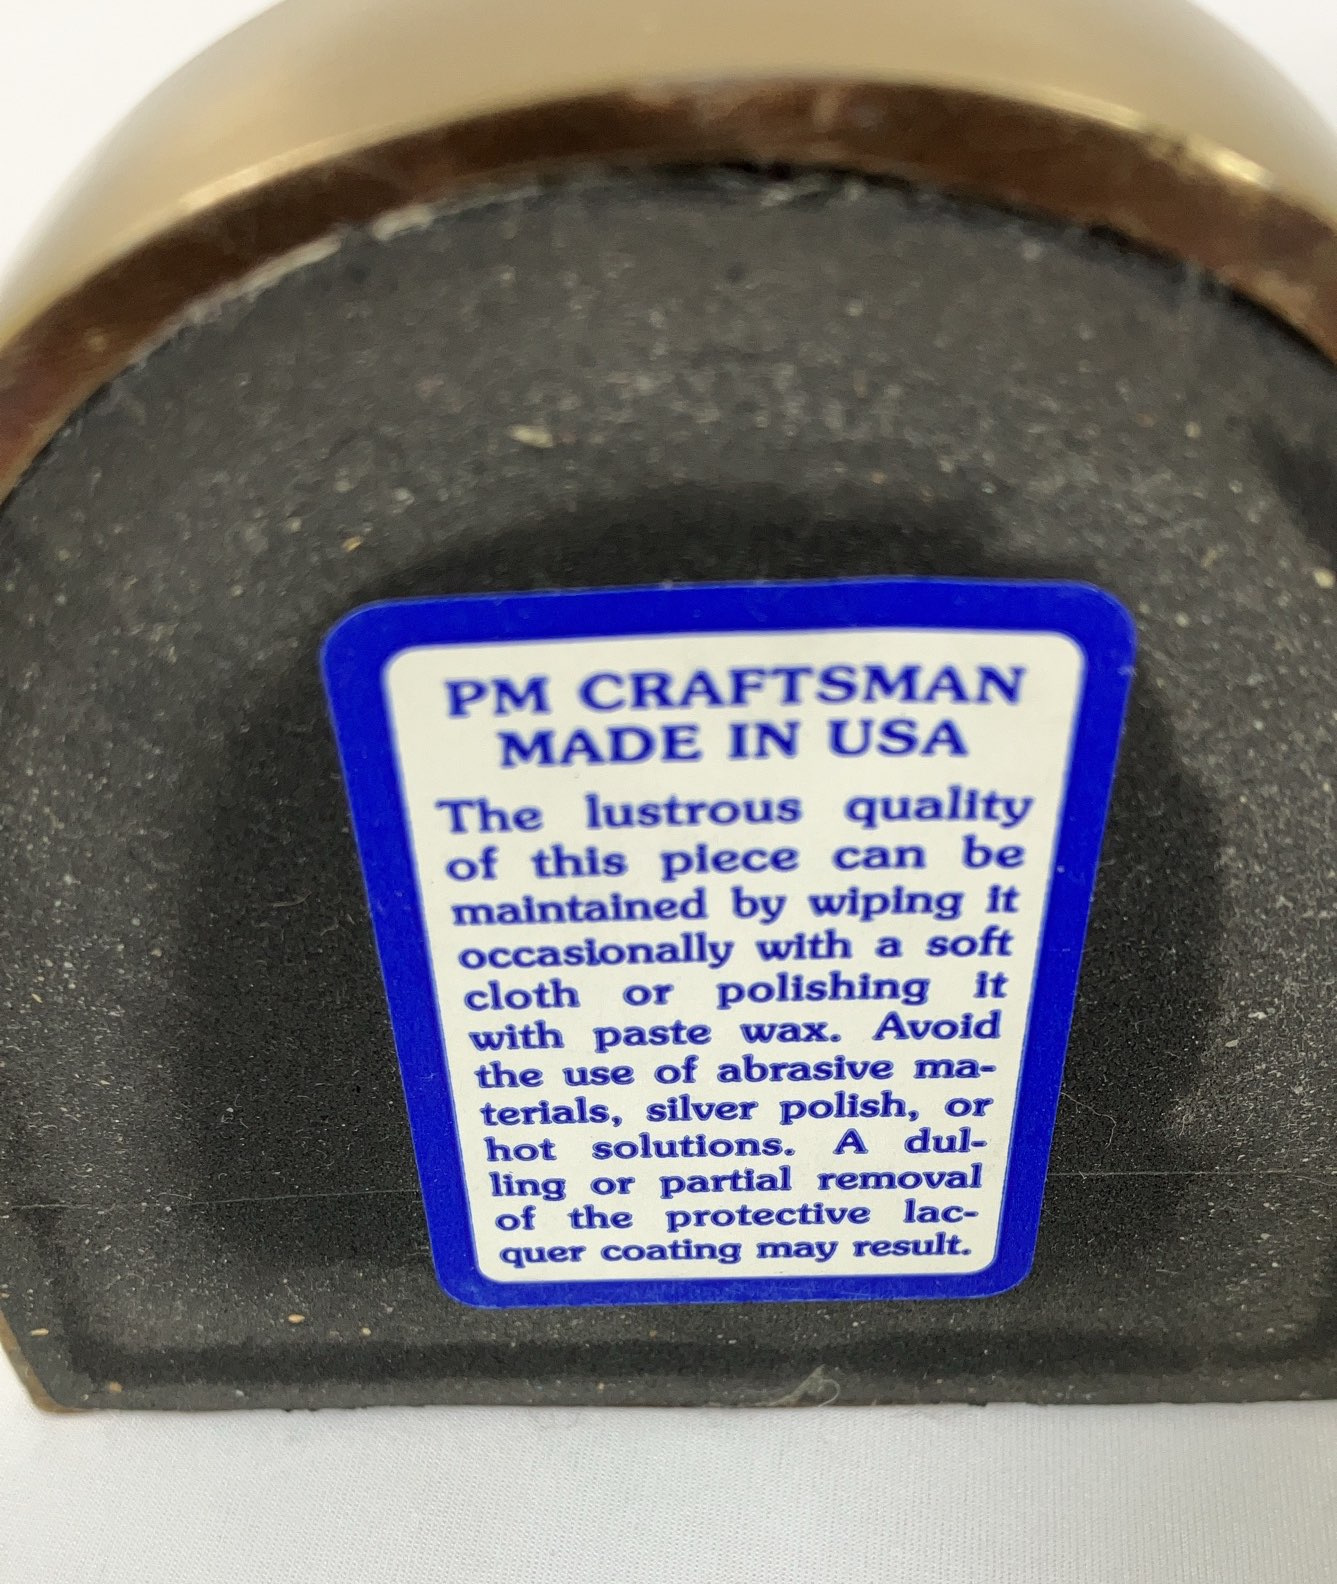 PM CRAFTSMAN
MADE IN USA
The lustrous quality
of this piece can be
maintained by wiping it
occasionally with a soft
cloth or polishing it
with paste wax. Avoid
the use of abrasive ma-
terials, silver polish, or
hot solutions. A dul-
ling or partial removal
of the protective lac-
quer coating may result.